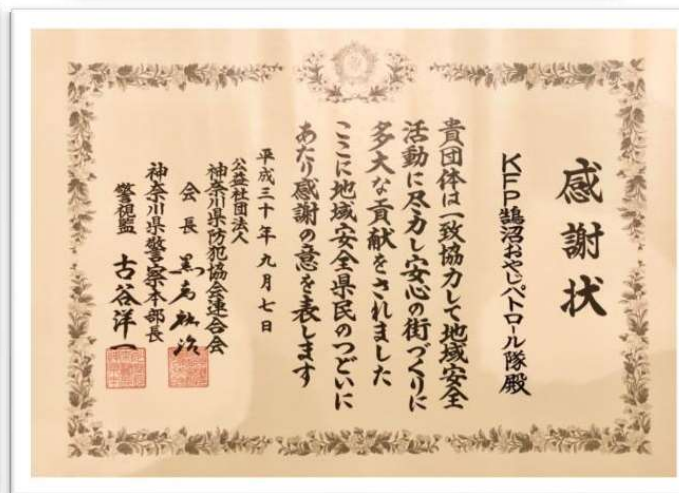 感謝状
KFP鵠沼おやじパトロール隊殿
貴団体は一致協力して地域安全
活動に尽力し安心の街づくりに
多大な貢献をされました
ここに地域安全県民のつどいに
あたり感謝の意を表します
平成三十年九月七日
公益社団法人
神奈川県防犯協会連合会
会長
神奈川県警察本部長
警視監 古谷洋一